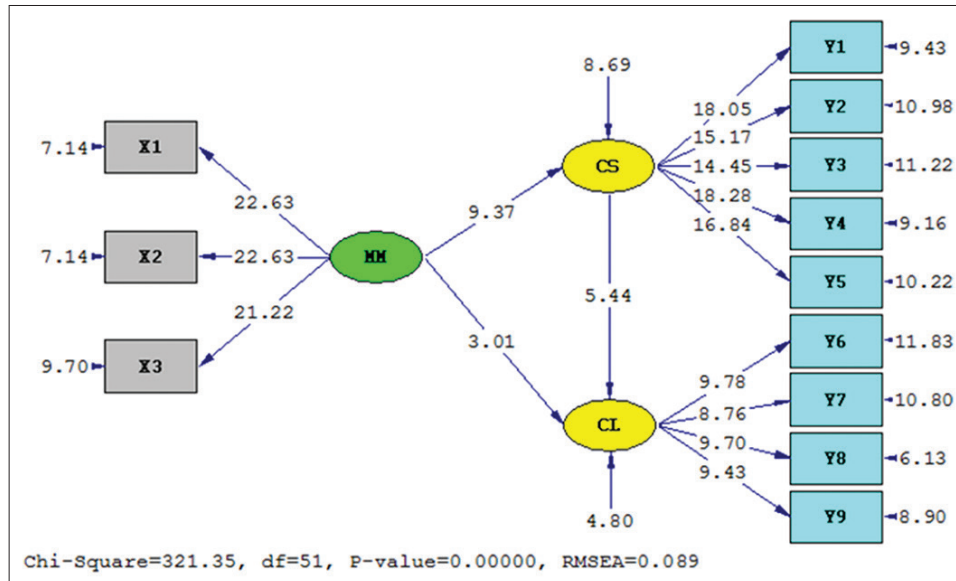 Y1
9.43
8.69
18.05
Y2
10.98
15.17
7.14
X1
CS
14.45
Y3
11.22
18.28
22.63
9.37
16.84
Y4
9.16
7.14
X2
22.63
MM
Y5
10.22
21.22
5.44
3.01
Y6
11.83
9.70
X3
9.78
8.76
Y7
10.80
CL
9.70
Y8
6.13
9.43
4.80
Y9
8.90
Chi-Square=321.35, df=51, P-value=0.00000, RMSEA=0.089